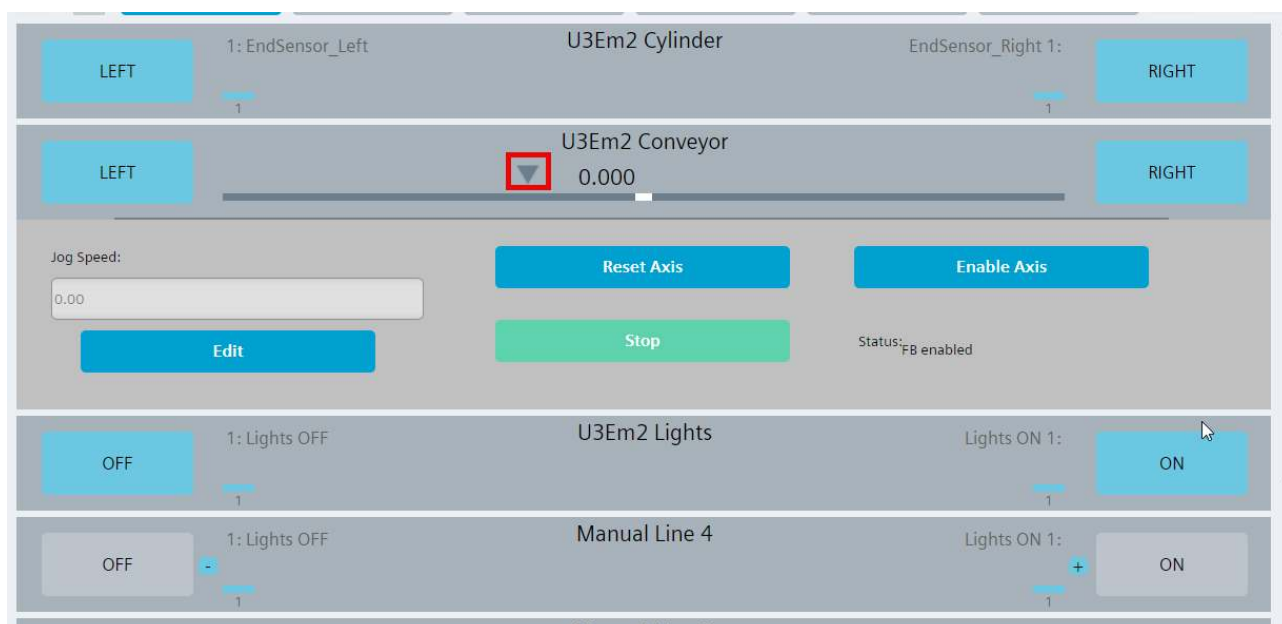 U3Em2 Cylinder
1: EndSensor_Left
EndSensor_Right 1:
LEFT
RIGHT
1
1
U3Em2 Conveyor
LEFT
0.000
RIGHT
Jog Speed:
Reset Axis
Enable Axis
0.00
Edit
Stop
Status:
FB enabled
U3Em2 Lights
1: Lights OFF
Lights ON 1:
OFF
ON
1
1
Manual Line 4
1: Lights OFF
Lights ON 1:
OFF
-
+
ON
1
1